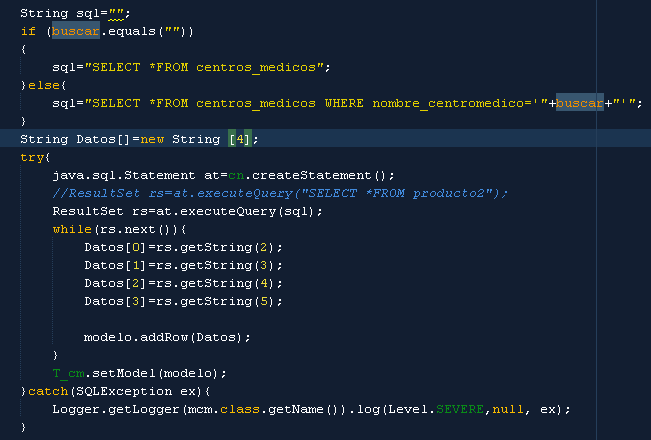 String sql="";
if (buscar.equals(""))
{
sql="SELECT *FROM centros_medicos";
}else{
sql="SELECT *FROM centros_medicos WHERE nombre_centromedico='"+buscar+"'";
}
String Datos[]=new String [4];
try{
java.sql.Statement at=cn.createStatement();
//ResultSet rs=at.executeQuery("SELECT *FROM producto2");
ResultSet rs=at.executeQuery(sql);
while(rs.next()){
Datos[0]=rs.getString(2);
Datos[1]=rs.getString(3);
Datos[2]=rs.getString(4);
Datos[3]=rs.getString(5);
modelo.addRow(Datos);
}
T_cm.setModel(modelo);
}catch(SQLException ex){
Logger.getLogger(mcm.class.getName()).log(Level.SEVERE,null, ex);
}